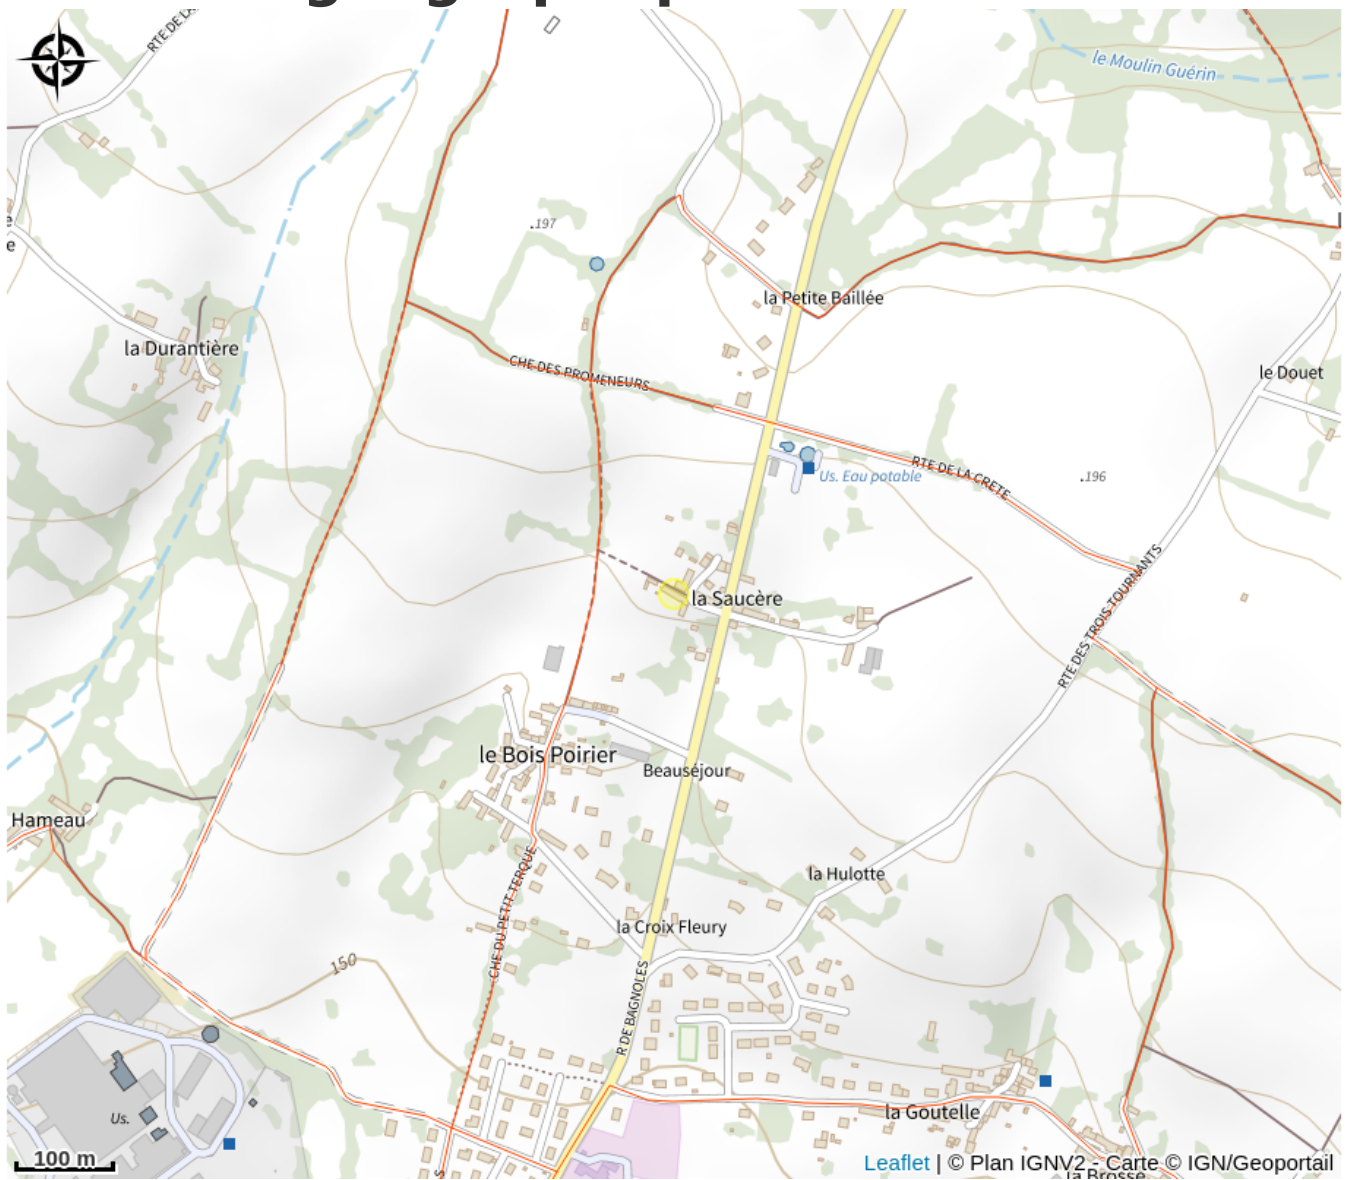 RTE DE LA
le Moulin Guérin
.197
e
e
la Petite Baillée
la Durantière
CHE DES PROMENEURS
le Douet
RTE DE LA CRETE
Us. Eau potable
.196
RTE DES TROIS TOURNANTS
la Saucère
le Bois Poirier
Beauséjour
Hameau
CHE DU PETIT TERQUE
la Hulotte
la Croix Fleury
150
R DE BAGNOLES
Us.
la Goutelle
100 m
S
Leaflet | © Plan IGNV2 - Carte © IGN/Geoportail
la Brosse